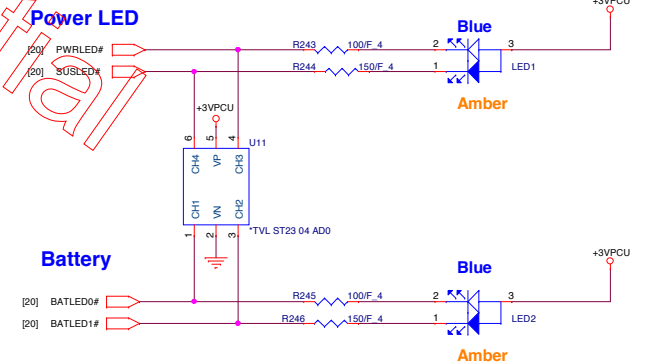 Power LED
+3VPCU
Blue
[20] PWRLED# R243 100/F_4 2 3
[20] SUSLED# R244 150/F_4 1 LED1
Amber
+3VPCU
6 5 4 U11
CH4 VP CH3
CH1 VN CH2
1 2 3 *TVL ST23 04 AD0
Battery
+3VPCU
Blue
[20] BATLED0# R245 100/F_4 2 3
[20] BATLED1# R246 150/F_4 1 LED2
Amber